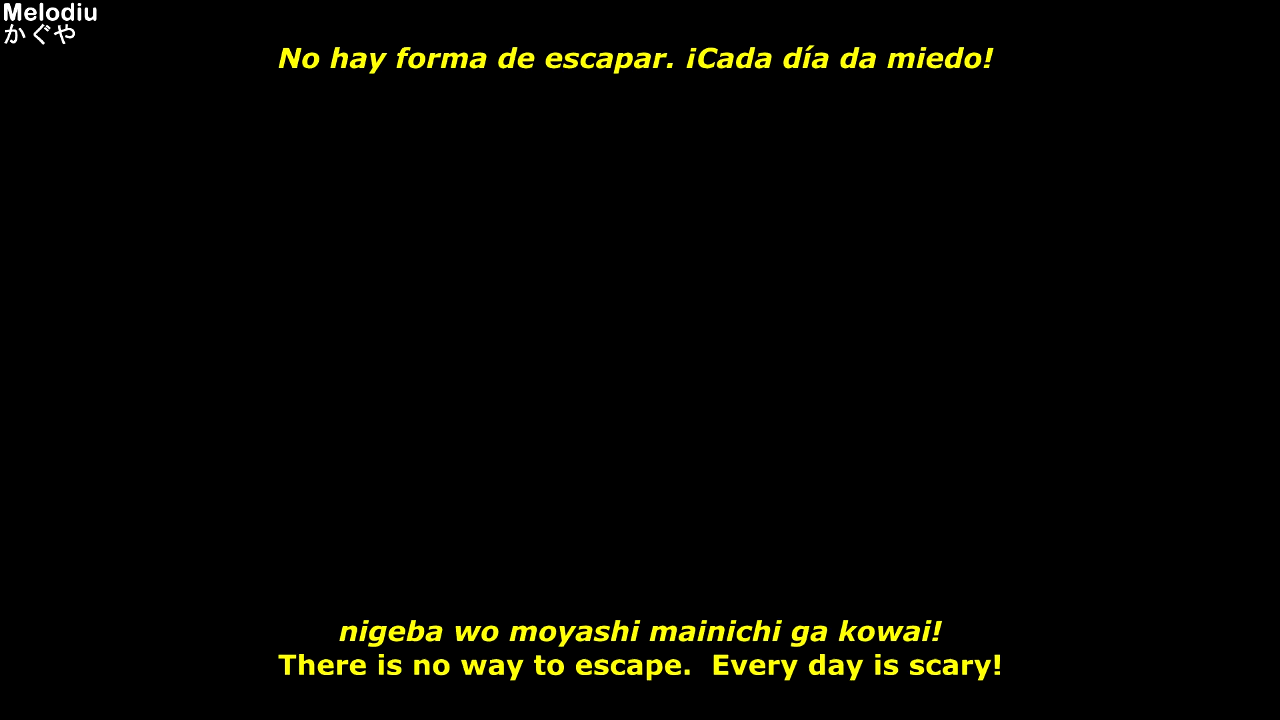 Melodiu
かぐや
No hay forma de escapar. ¡Cada día da miedo!
nigeba wo moyashi mainichi ga kowai!
There is no way to escape.  Every day is scary!